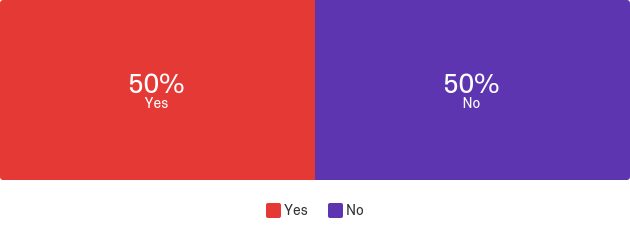 50% 50%
Yes No
Yes No